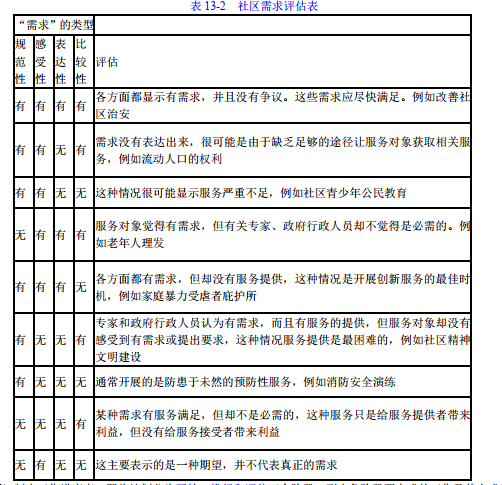 表 13-2 社区需求评估表
“需求”的类型
规范性 感受性 表达性 比较性 评估
有 有 有 有 各方面都显示有需求，并且没有争议。这些需求应尽快满足。例如改善社
区治安
有 有 无 有 需求没有表达出来，很可能是由于缺乏足够的途径让服务对象获取相关服
务，例如流动人口的权利
有 有 无 无 这种情况很可能显示服务严重不足，例如社区青少年公民教育
无 有 有 有 服务对象觉得有需求，但有关专家、政府行政人员却不觉得是必需的。例
如老年人理发
有 有 有 无 各方面都有需求，但却没有服务提供，这种情况是开展创新服务的最佳时
机，例如家庭暴力受虐者庇护所
有 无 无 有 专家和政府行政人员认为有需求，而且有服务的提供，但服务对象却没有
感受到有需求或提出要求，这种情况服务提供是最困难的，例如社区精神
文明建设
有 无 无 无 通常开展的是防患于未然的预防性服务，例如消防安全演练
无 无 无 有 某种需求有服务满足，但却不是必需的，这种服务只是给服务提供者带来
利益，但没有给服务接受者带来利益
无 有 无 无 这主要表示的是一种期望，并不代表真正的需求